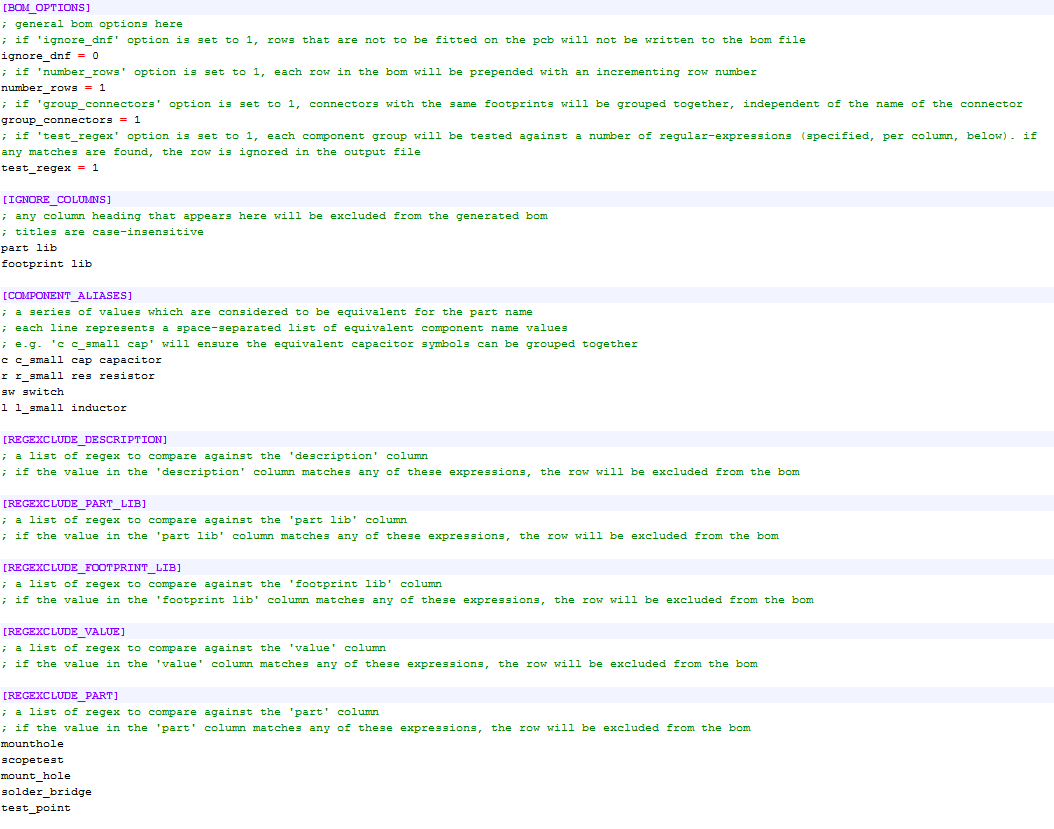 [BOM_OPTIONS]
; general bom options here
; if 'ignore_dnf' option is set to 1, rows that are not to be fitted on the pcb will not be written to the bom file
ignore_dnf = 0
; if 'number_rows' option is set to 1, each row in the bom will be prepended with an incrementing row number
number_rows = 1
; if 'group_connectors' option is set to 1, connectors with the same footprints will be grouped together, independent of the name of the connector
group_connectors = 1
; if 'test_regex' option is set to 1, each component group will be tested against a number of regular-expressions (specified, per column, below). if
any matches are found, the row is ignored in the output file
test_regex = 1
[IGNORE_COLUMNS]
; any column heading that appears here will be excluded from the generated bom
; titles are case-insensitive
part lib
footprint lib
[COMPONENT_ALIASES]
; a series of values which are considered to be equivalent for the part name
; each line represents a space-separated list of equivalent component name values
; e.g. 'c c_small cap' will ensure the equivalent capacitor symbols can be grouped together
c c_small cap capacitor
r r_small res resistor
sw switch
l l_small inductor
[REGEXCLUDE_DESCRIPTION]
; a list of regex to compare against the 'description' column
; if the value in the 'description' column matches any of these expressions, the row will be excluded from the bom
[REGEXCLUDE_PART_LIB]
; a list of regex to compare against the 'part lib' column
; if the value in the 'part lib' column matches any of these expressions, the row will be excluded from the bom
[REGEXCLUDE_FOOTPRINT_LIB]
; a list of regex to compare against the 'footprint lib' column
; if the value in the 'footprint lib' column matches any of these expressions, the row will be excluded from the bom
[REGEXCLUDE_VALUE]
; a list of regex to compare against the 'value' column
; if the value in the 'value' column matches any of these expressions, the row will be excluded from the bom
[REGEXCLUDE_PART]
; a list of regex to compare against the 'part' column
; if the value in the 'part' column matches any of these expressions, the row will be excluded from the bom
mounthole
scopetest
mount_hole
solder_bridge
test_point